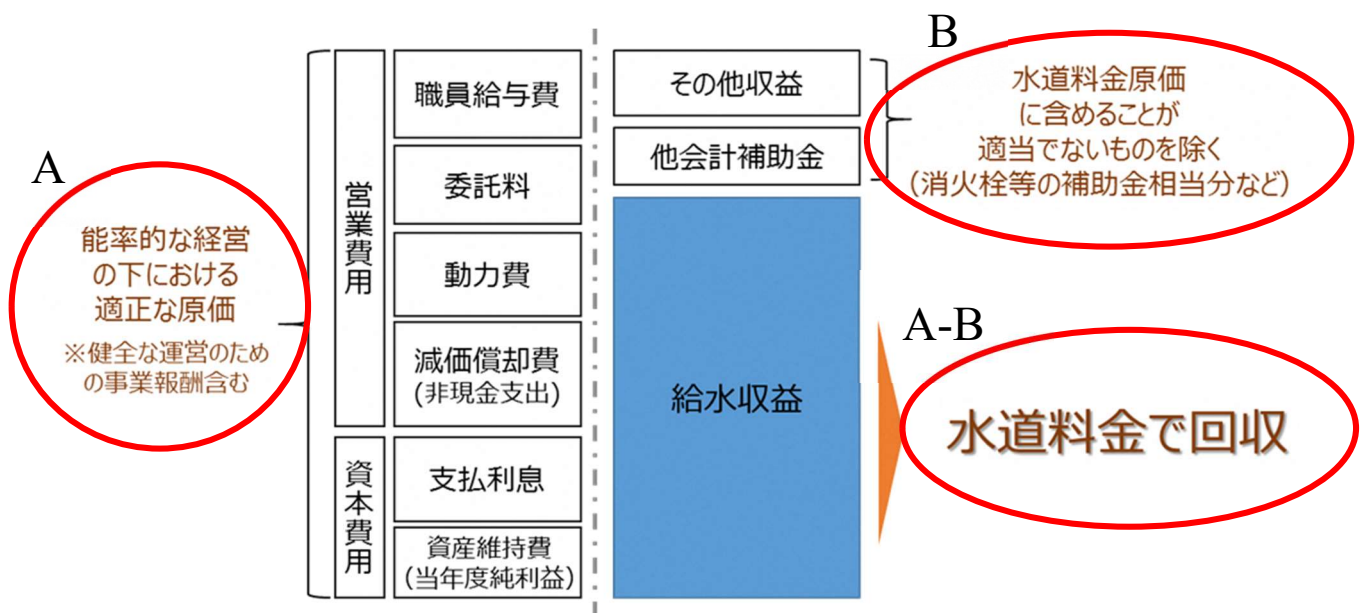 A
能率的な経営
の下における
適正な原価
※健全な運営のため
の事業報酬含む
営業費用
職員給与費
委託料
動力費
減価償却費
(非現金支出)
資本費用
支払利息
資産維持費
(当年度純利益)
その他収益
他会計補助金
給水収益
B
水道料金原価
に含めることが
適当でないものを除く
(消火栓等の補助金相当分など)
A-B
水道料金で回収